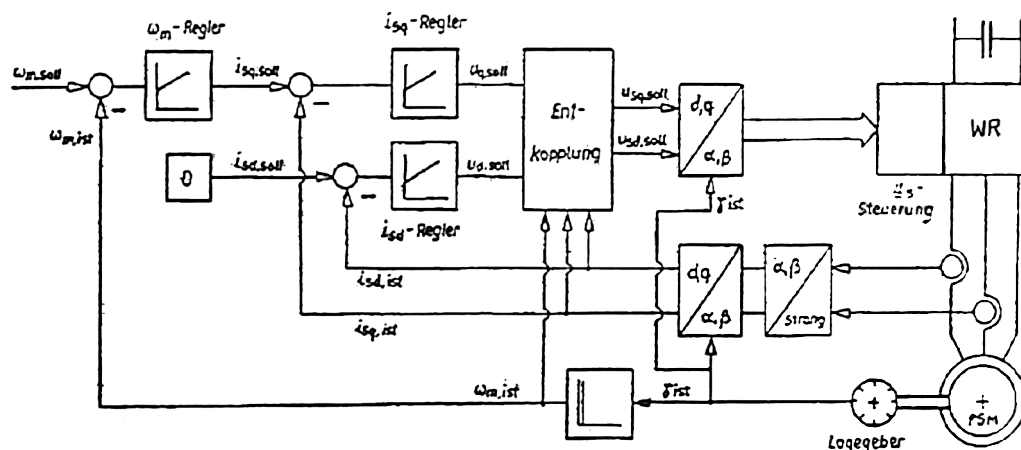 ωm-Regler
isq-Regler
ωm,soll
isq,soll
uq,soll
usq,soll
d,q
α,β
WR
Ent-
kopplung
usd,soll
ωm,ist
isd,soll
ud,soll
0
isd-Regler
γist
us-
Steuerung
isd,ist
d,q
α,β
α,β
Strang
isq,ist
ωm,ist
γist
Lagegeber
PSM